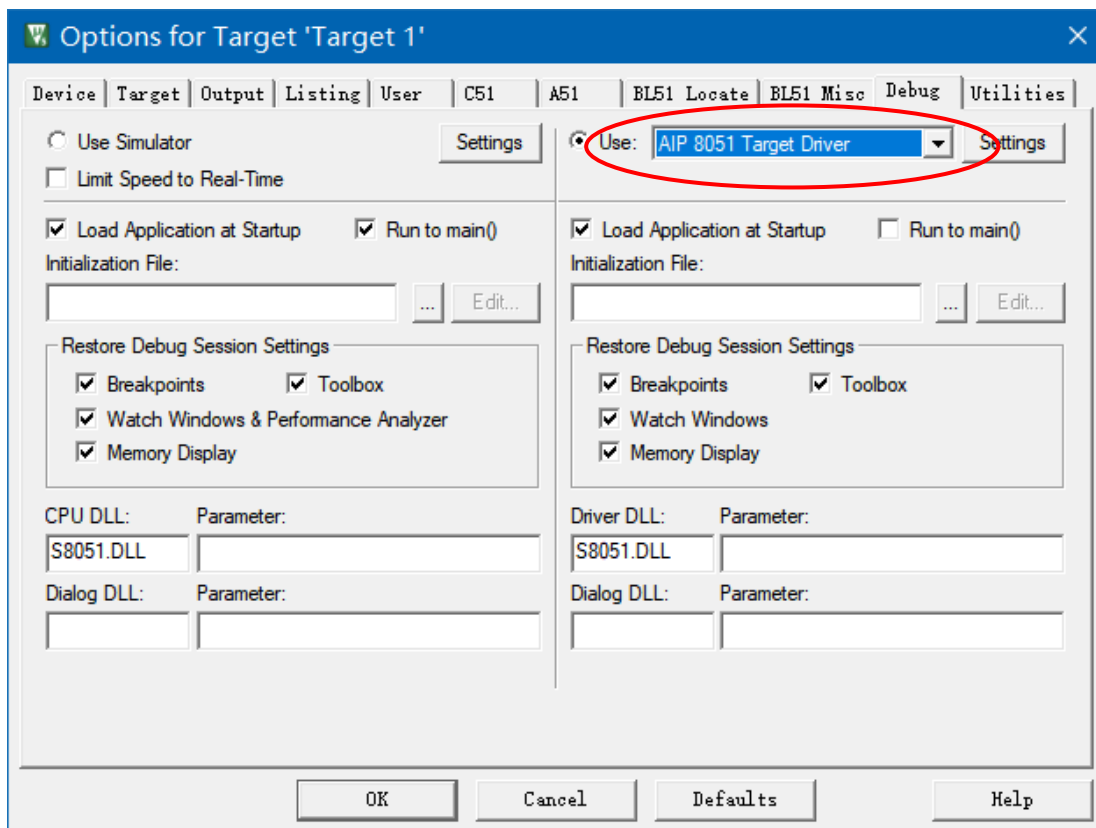 Options for Target 'Target 1'
Device Target Output Listing User C51 A51 BL51 Locate BL51 Misc Debug Utilities
Use Simulator Settings Use: AIP 8051 Target Driver Settings
Limit Speed to Real-Time
Load Application at Startup Run to main() Load Application at Startup Run to main()
Initialization File: Initialization File:
... Edit... ... Edit...
Restore Debug Session Settings Restore Debug Session Settings
Breakpoints Toolbox Breakpoints Toolbox
Watch Windows & Performance Analyzer Watch Windows
Memory Display Memory Display
CPU DLL: Parameter: Driver DLL: Parameter:
S8051.DLL S8051.DLL
Dialog DLL: Parameter: Dialog DLL: Parameter:
OK Cancel Defaults Help